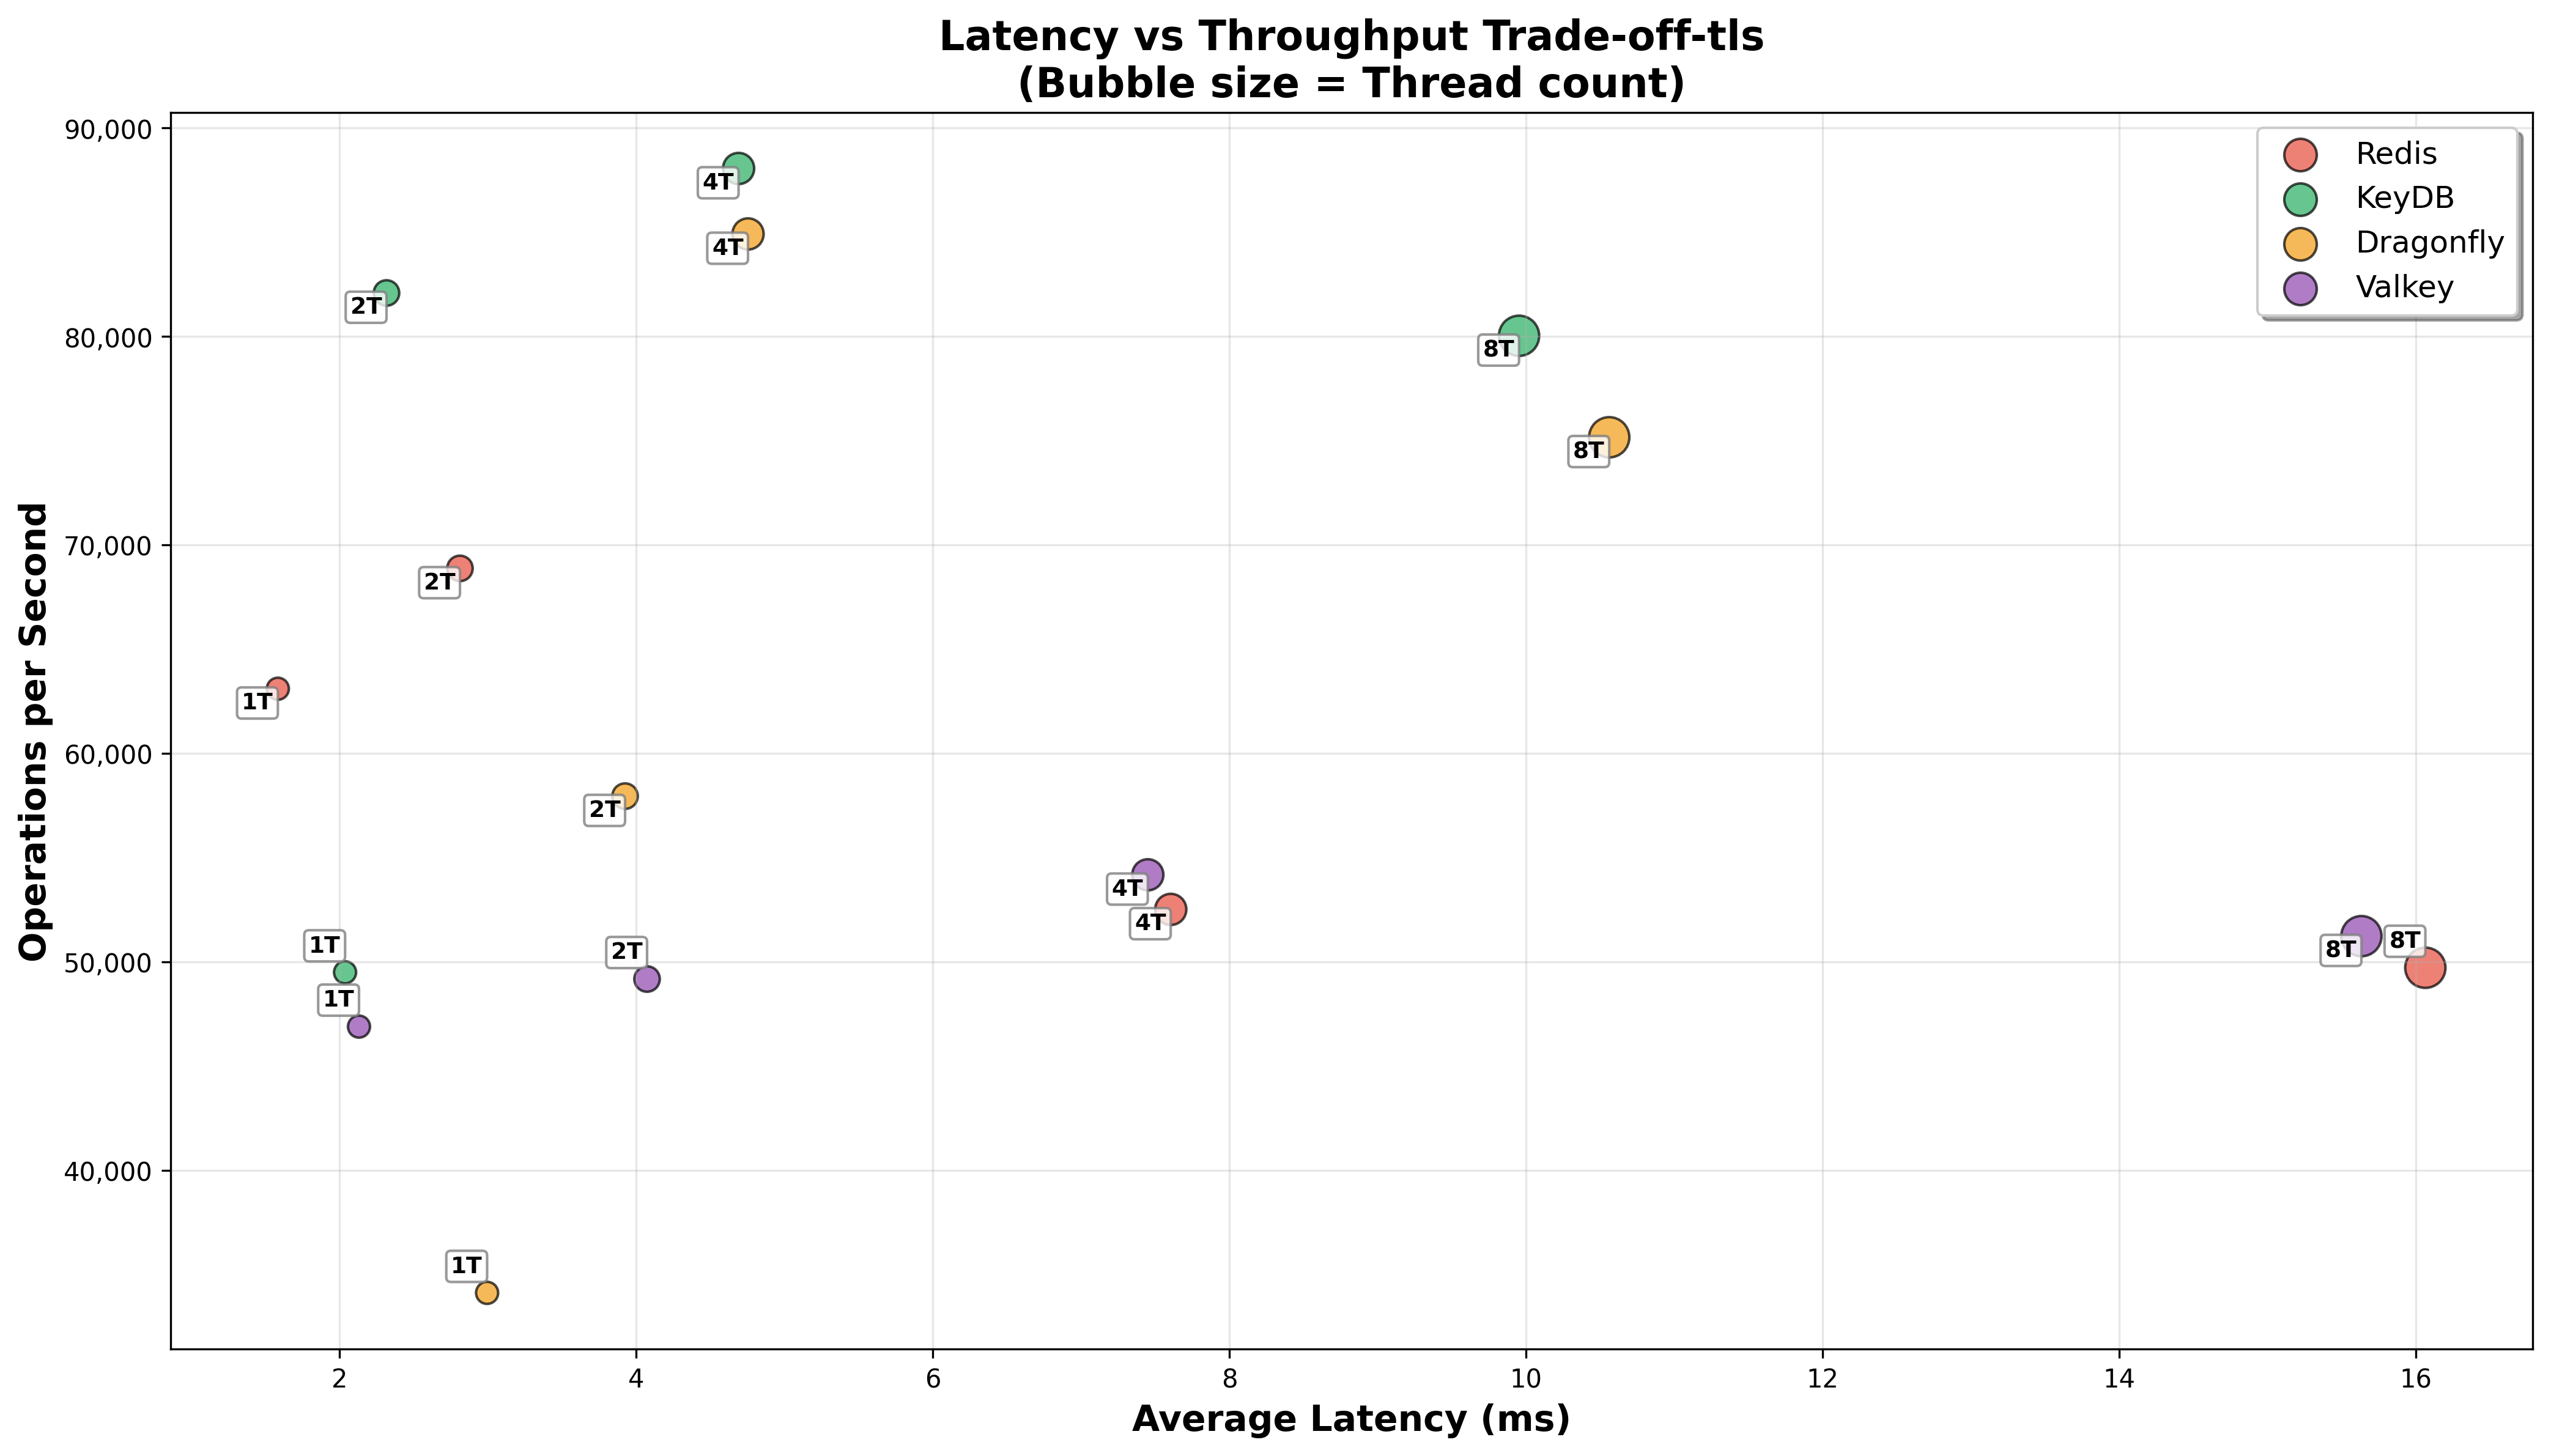 Latency vs Throughput Trade-off-tls
(Bubble size = Thread count)
Operations per Second
90,000
80,000
70,000
60,000
50,000
40,000
Redis
KeyDB
Dragonfly
Valkey
4T
4T
2T
8T
8T
2T
1T
2T
4T
4T
1T
2T
8T
8T
1T
1T
2
4
6
8
10
12
14
16
Average Latency (ms)